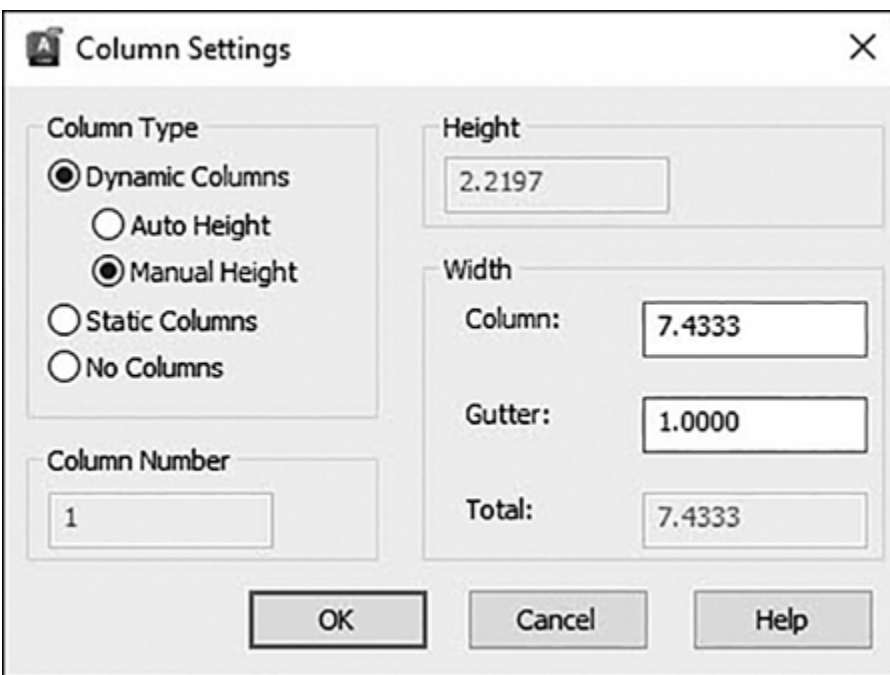 Column Settings
Column Type
Dynamic Columns
Auto Height
Manual Height
Static Columns
No Columns
Column Number
1
Height
2.2197
Width
Column: 7.4333
Gutter: 1.0000
Total: 7.4333
OK Cancel Help